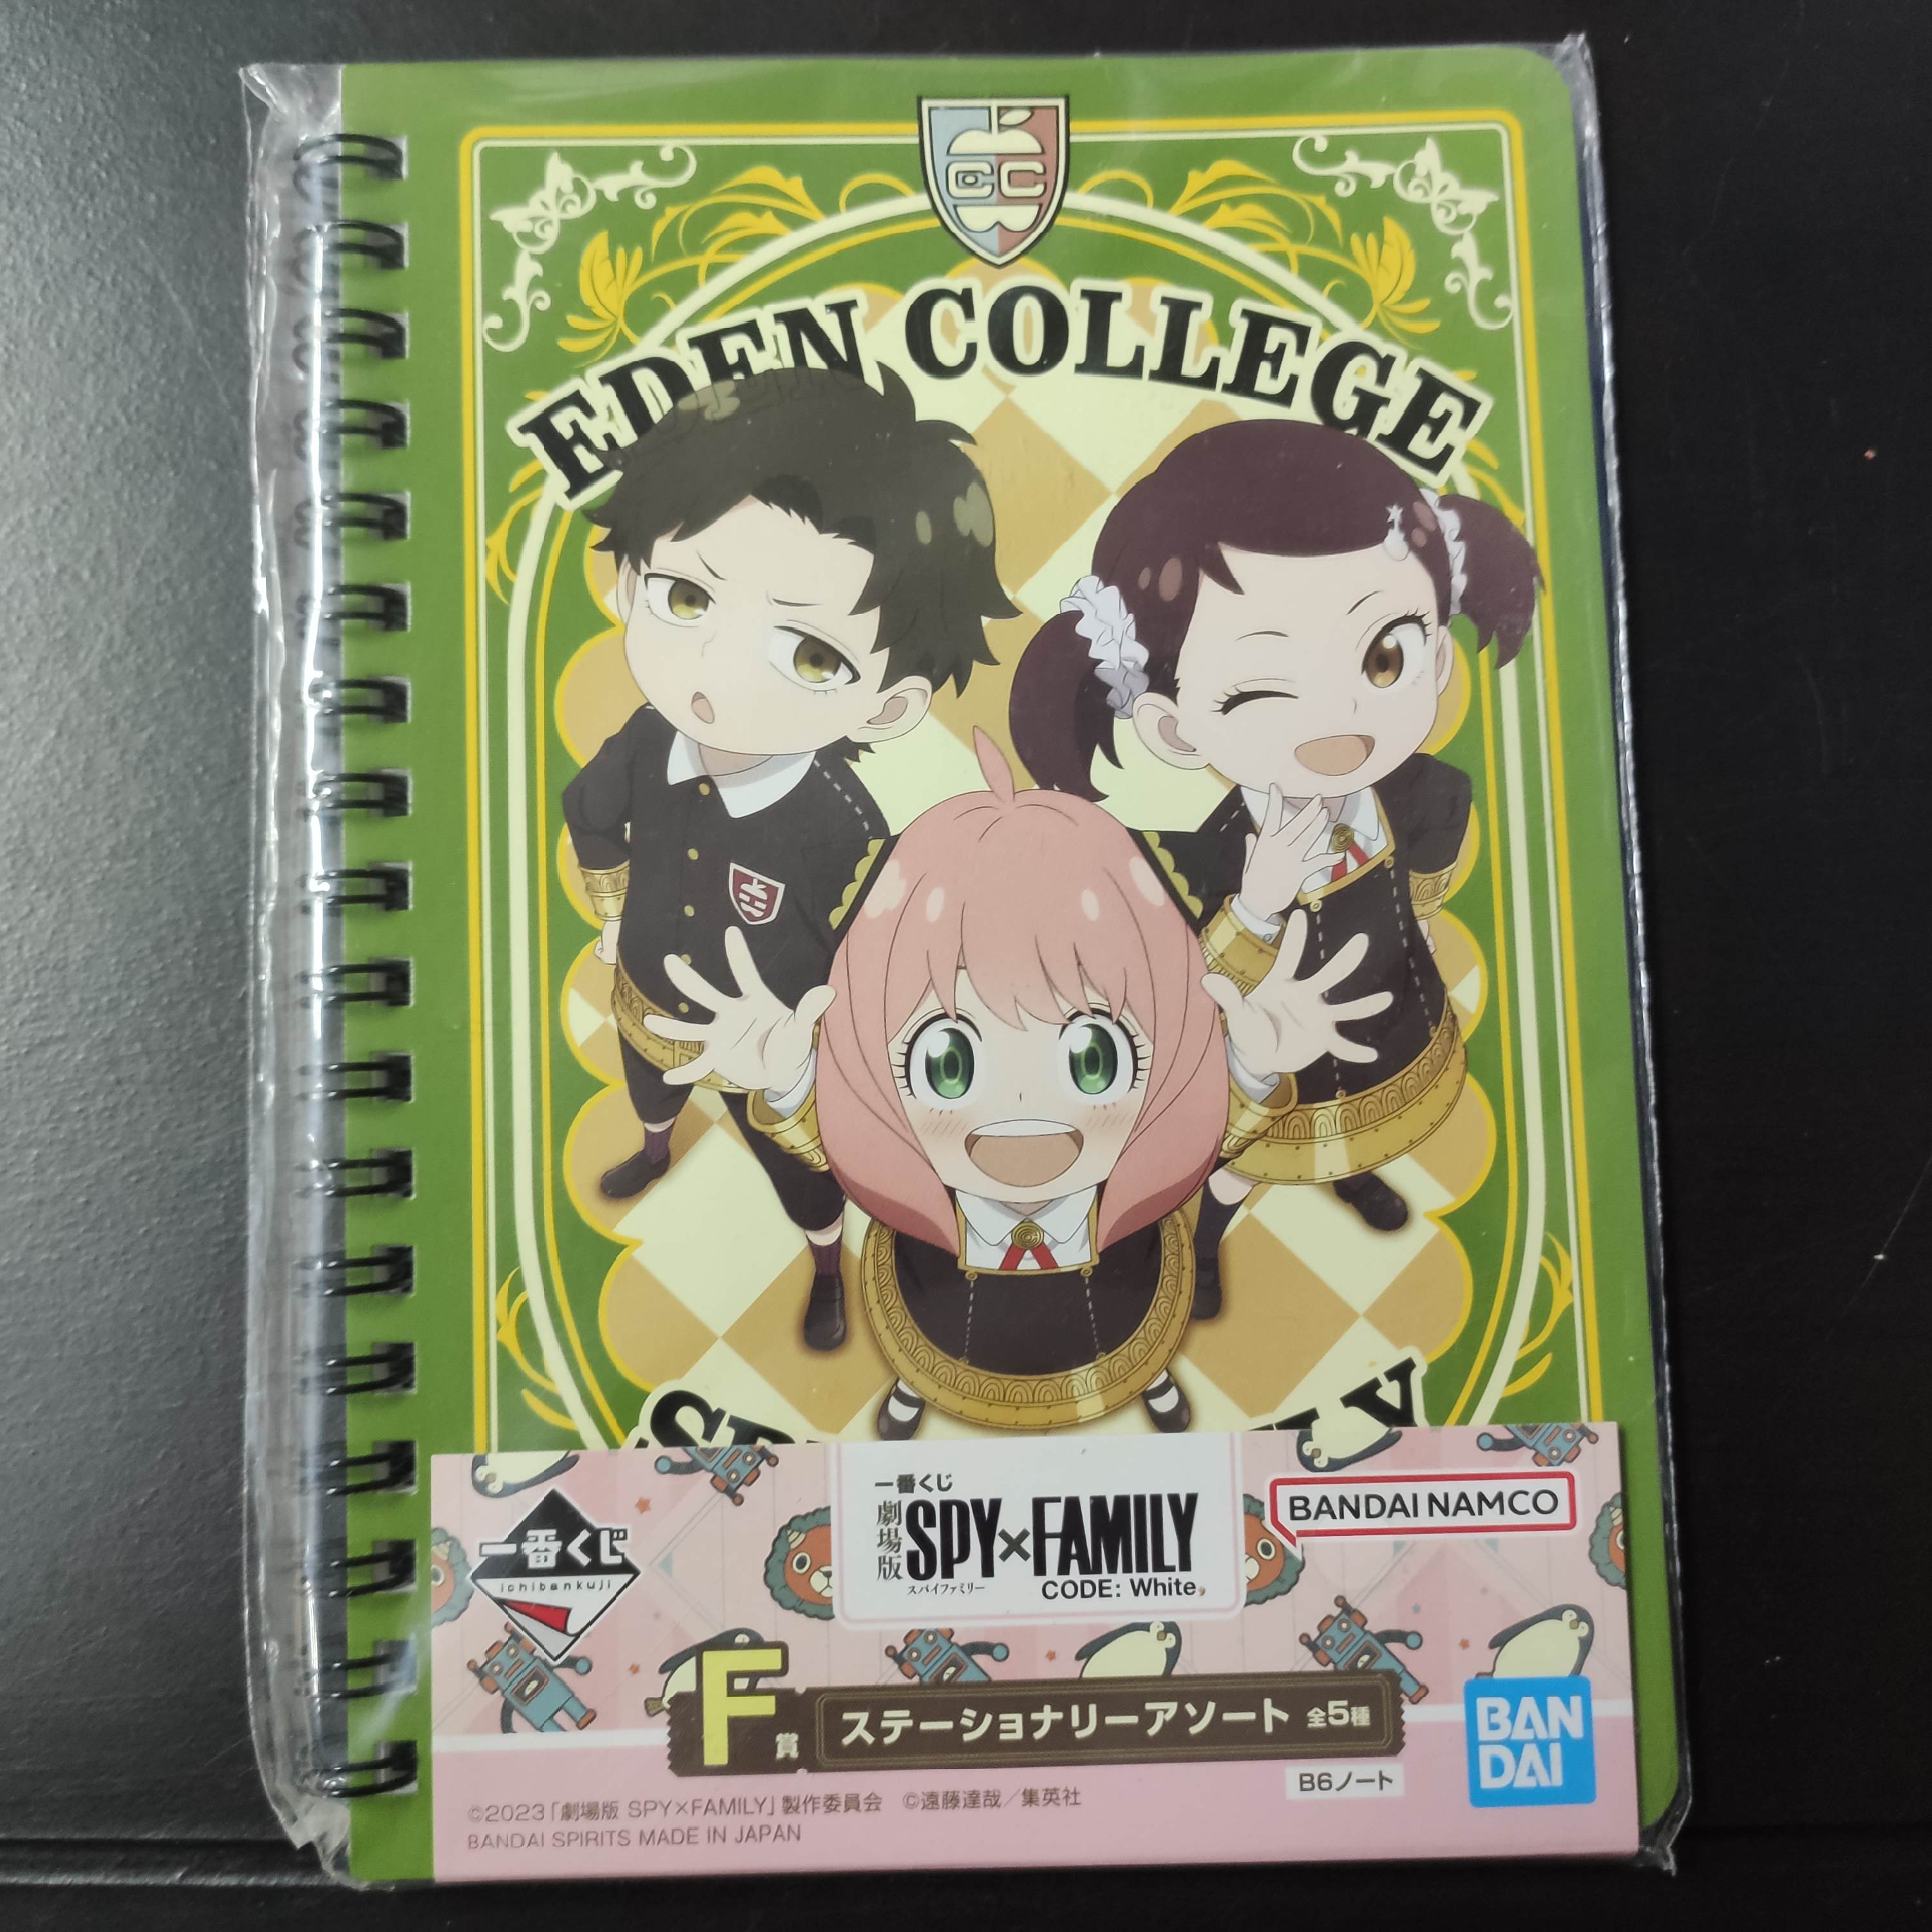 CC
EDEN COLLEGE
一番くじ
ichibankuji
一番くじ
劇場版
SPY×FAMILY
スパイファミリー
CODE: White
BANDAI NAMCO
F賞
ステーショナリーアソート 全5種
B6ノート
BAN
DAI
©2023「劇場版 SPY×FAMILY」製作委員会 ©遠藤達哉／集英社
BANDAI SPIRITS MADE IN JAPAN